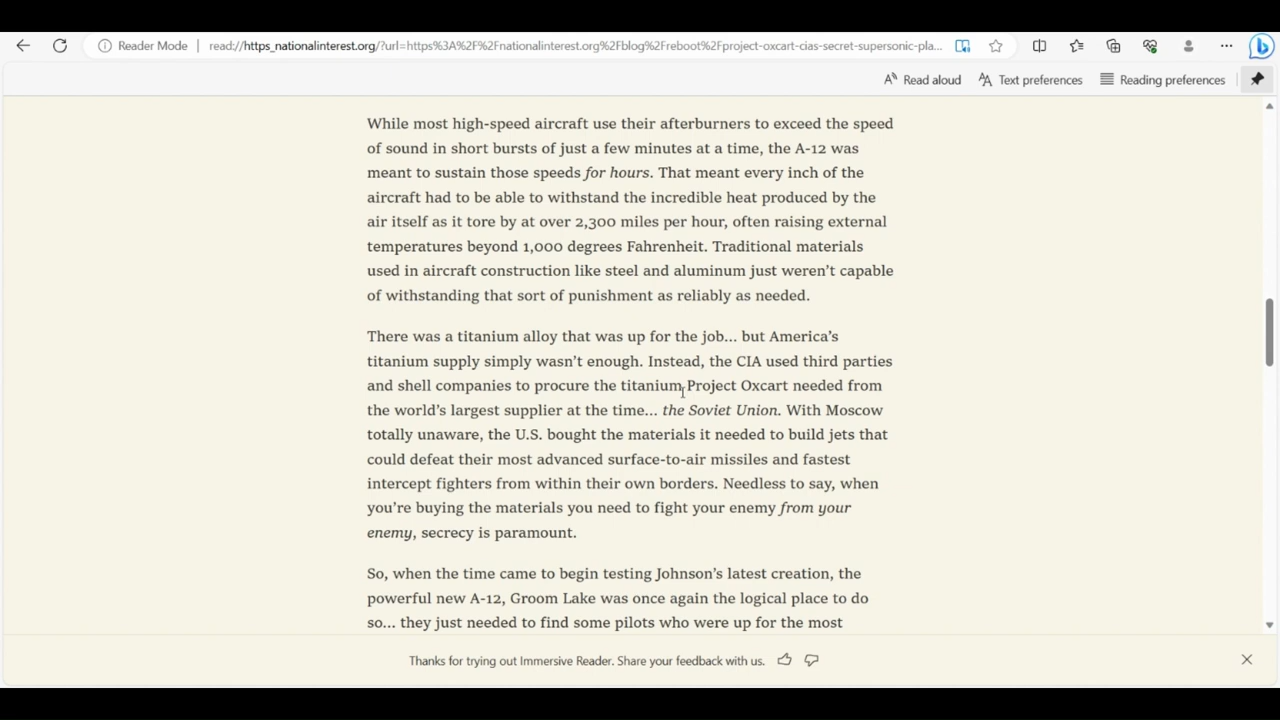 Reader Mode
read://https_nationalinterest.org/?url=https%3A%2F%2Fnationalinterest.org%2Fblog%2Freboot%2Fproject-oxcart-cias-secret-supersonic-pla...
Read aloud
Text preferences
Reading preferences
While most high-speed aircraft use their afterburners to exceed the speed
of sound in short bursts of just a few minutes at a time, the A-12 was
meant to sustain those speeds for hours. That meant every inch of the
aircraft had to be able to withstand the incredible heat produced by the
air itself as it tore by at over 2,300 miles per hour, often raising external
temperatures beyond 1,000 degrees Fahrenheit. Traditional materials
used in aircraft construction like steel and aluminum just weren’t capable
of withstanding that sort of punishment as reliably as needed.
There was a titanium alloy that was up for the job… but America’s
titanium supply simply wasn’t enough. Instead, the CIA used third parties
and shell companies to procure the titanium Project Oxcart needed from
the world’s largest supplier at the time… the Soviet Union. With Moscow
totally unaware, the U.S. bought the materials it needed to build jets that
could defeat their most advanced surface-to-air missiles and fastest
intercept fighters from within their own borders. Needless to say, when
you’re buying the materials you need to fight your enemy from your
enemy, secrecy is paramount.
So, when the time came to begin testing Johnson’s latest creation, the
powerful new A-12, Groom Lake was once again the logical place to do
so… they just needed to find some pilots who were up for the most
Thanks for trying out Immersive Reader. Share your feedback with us.